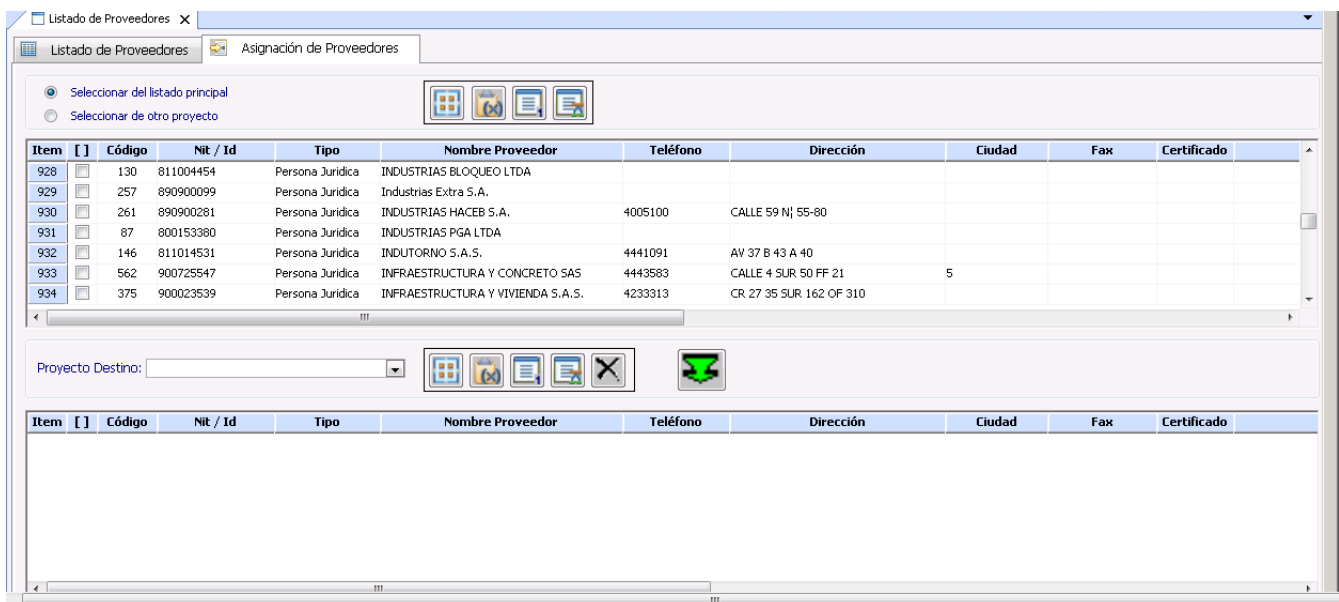 Listado de Proveedores X
Listado de Proveedores Asignación de Proveedores
Seleccionar del listado principal
Seleccionar de otro proyecto
Item [ ] Código Nit / Id Tipo Nombre Proveedor Teléfono Dirección Ciudad Fax Certificado
928 130 811004454 Persona Juridica INDUSTRIAS BLOQUEO LTDA
929 257 890900099 Persona Juridica Industrias Extra S.A.
930 261 890900281 Persona Juridica INDUSTRIAS HACEB S.A. 4005100 CALLE 59 N¦ 55-80
931 87 800153380 Persona Juridica INDUSTRIAS PGA LTDA
932 146 811014531 Persona Juridica INDUTORNO S.A.S. 4441091 AV 37 B 43 A 40
933 562 900725547 Persona Juridica INFRAESTRUCTURA Y CONCRETO SAS 4443583 CALLE 4 SUR 50 FF 21 5
934 375 900023539 Persona Juridica INFRAESTRUCTURA Y VIVIENDA S.A.S. 4233313 CR 27 35 SUR 162 OF 310
Proyecto Destino:
Item [ ] Código Nit / Id Tipo Nombre Proveedor Teléfono Dirección Ciudad Fax Certificado